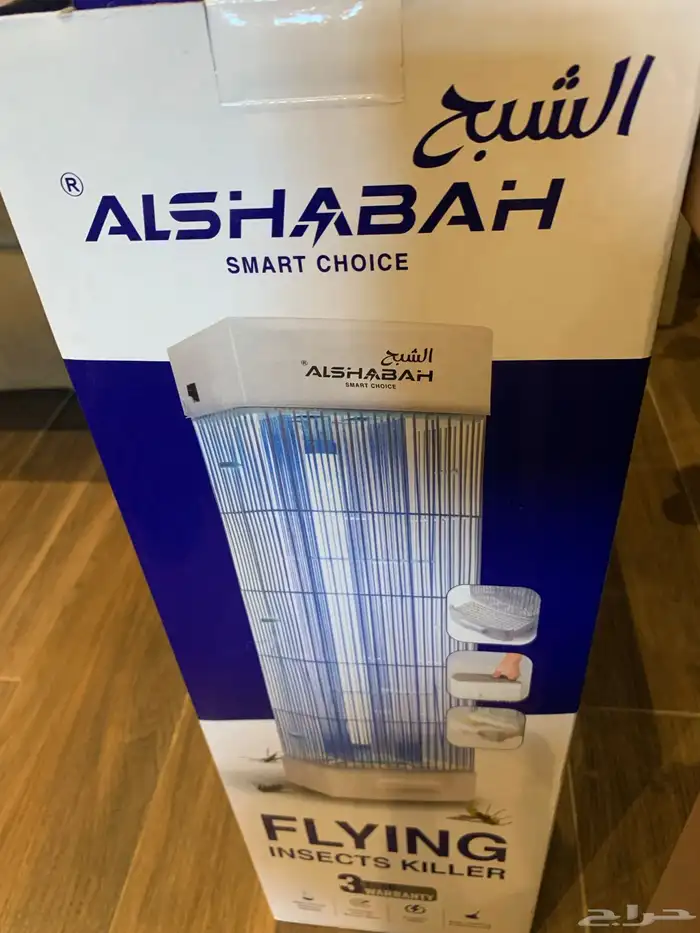 الشبح
® ALSHABAH
SMART CHOICE
الشبح
® ALSHABAH
SMART CHOICE
FLYING
INSECTS KILLER
3
WARRANTY
حراج